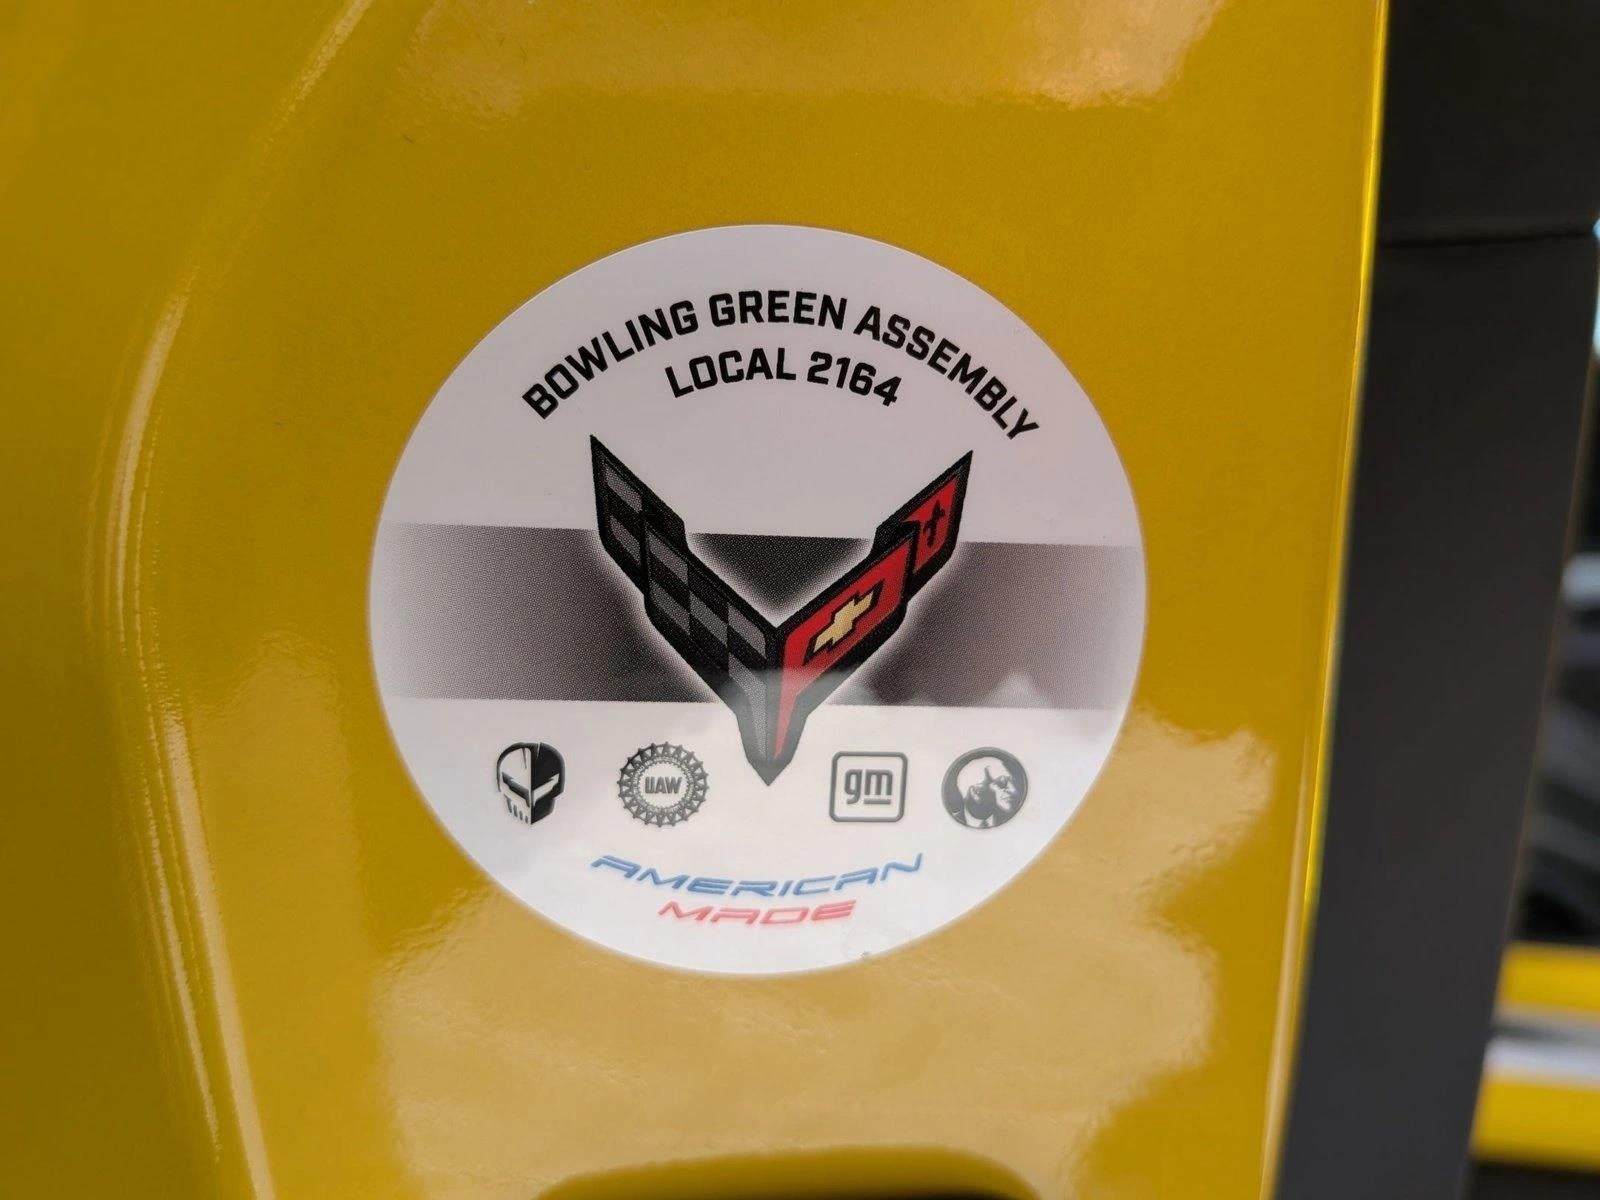 BOWLING GREEN ASSEMBLY
LOCAL 2164
UAW
gm
AMERICAN
MADE